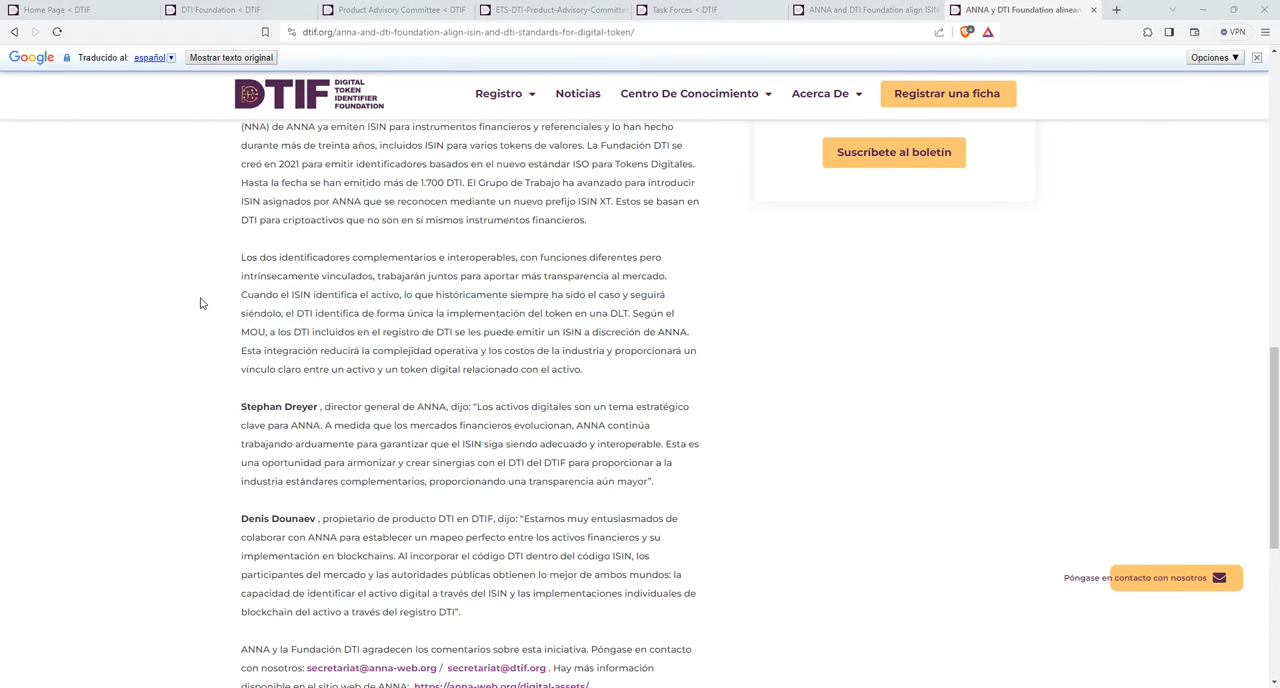 Home Page < DTIF
DTI Foundation < DTIF
Product Advisory Committee < DTIF
ETS-DTI-Product-Advisory-Committe
Task Forces < DTIF
ANNA and DTI Foundation align ISIN
ANNA y DTI Foundation alinean
dtif.org/anna-and-dti-foundation-align-isin-and-dti-standards-for-digital-token/
VPN
Google
Traducido al: español
Mostrar texto original
Opciones ▼
DTIF DIGITAL
TOKEN
IDENTIFIER
FOUNDATION
Registro
Noticias
Centro De Conocimiento
Acerca De
Registrar una ficha
(NNA) de ANNA ya emiten ISIN para instrumentos financieros y referenciales y lo han hecho
durante más de treinta años, incluidos ISIN para varios tokens de valores. La Fundación DTI se
creó en 2021 para emitir identificadores basados en el nuevo estándar ISO para Tokens Digitales.
Hasta la fecha se han emitido más de 1.700 DTI. El Grupo de Trabajo ha avanzado para introducir
ISIN asignados por ANNA que se reconocen mediante un nuevo prefijo ISIN XT. Estos se basan en
DTI para criptoactivos que no son en sí mismos instrumentos financieros.
Los dos identificadores complementarios e interoperables, con funciones diferentes pero
intrínsecamente vinculados, trabajarán juntos para aportar más transparencia al mercado.
Cuando el ISIN identifica el activo, lo que históricamente siempre ha sido el caso y seguirá
siéndolo, el DTI identifica de forma única la implementación del token en una DLT. Según el
MOU, a los DTI incluidos en el registro de DTI se les puede emitir un ISIN a discreción de ANNA.
Esta integración reducirá la complejidad operativa y los costos de la industria y proporcionará un
vínculo claro entre un activo y un token digital relacionado con el activo.
Stephan Dreyer , director general de ANNA, dijo: “Los activos digitales son un tema estratégico
clave para ANNA. A medida que los mercados financieros evolucionan, ANNA continúa
trabajando arduamente para garantizar que el ISIN siga siendo adecuado y interoperable. Esta es
una oportunidad para armonizar y crear sinergias con el DTI del DTIF para proporcionar a la
industria estándares complementarios, proporcionando una transparencia aún mayor”.
Denis Dounaev , propietario de producto DTI en DTIF, dijo: “Estamos muy entusiasmados de
colaborar con ANNA para establecer un mapeo perfecto entre los activos financieros y su
implementación en blockchains. Al incorporar el código DTI dentro del código ISIN, los
participantes del mercado y las autoridades públicas obtienen lo mejor de ambos mundos: la
capacidad de identificar el activo digital a través del ISIN y las implementaciones individuales de
blockchain del activo a través del registro DTI”.
ANNA y la Fundación DTI agradecen los comentarios sobre esta iniciativa. Póngase en contacto
con nosotros: secretariat@anna-web.org / secretariat@dtif.org . Hay más información
disponible en el sitio web de ANNA: https://anna-web.org/digital-assets/
Suscríbete al boletín
Póngase en contacto con nosotros